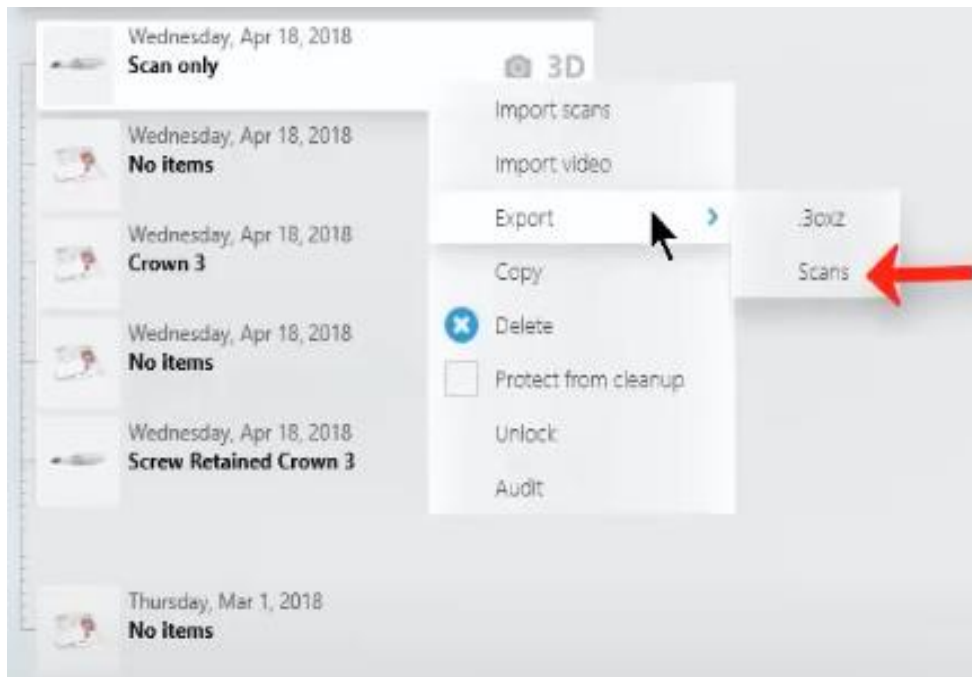 Wednesday, Apr 18, 2018
Scan only
3D
Wednesday, Apr 18, 2018
No items
Wednesday, Apr 18, 2018
Crown 3
Wednesday, Apr 18, 2018
No items
Wednesday, Apr 18, 2018
Screw Retained Crown 3
Thursday, Mar 1, 2018
No items
Import scans
Import video
Export
Copy
Delete
Protect from cleanup
Unlock
Audit
.3oxz
Scans